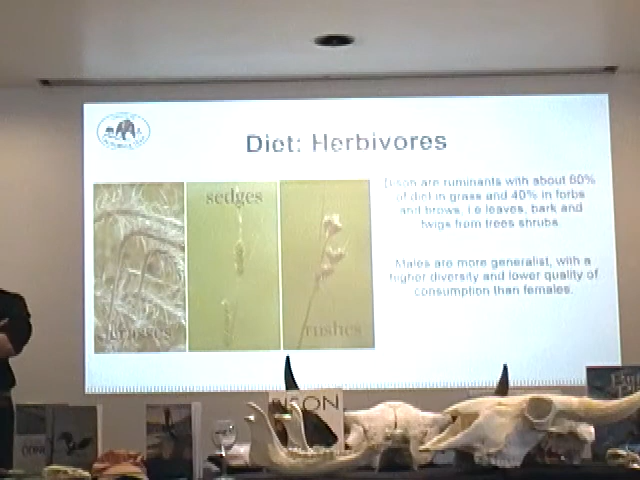 Diet: Herbivores
sedges
grasses
rushes
Bison are ruminants with about 60%
of diet in grass and 40% in forbs
and brows, i.e leaves, bark and
twigs from trees shrubs.
Males are more generalist, with a
higher diversity and lower quality of
consumption than females.
BISON